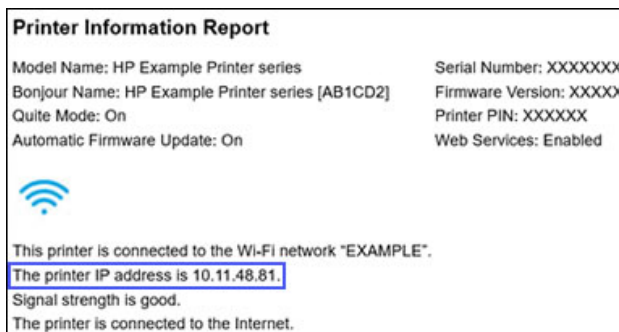 Printer Information Report
Model Name: HP Example Printer series
Serial Number: XXXXXXX
Bonjour Name: HP Example Printer series [AB1CD2]
Firmware Version: XXXXX
Quite Mode: On
Printer PIN: XXXXXX
Automatic Firmware Update: On
Web Services: Enabled
This printer is connected to the Wi-Fi network “EXAMPLE”.
The printer IP address is 10.11.48.81.
Signal strength is good.
The printer is connected to the Internet.